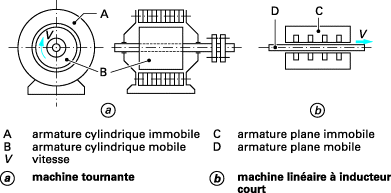 A
D
C
V
V
B
a
b
A armature cylindrique immobile
B armature cylindrique mobile
V vitesse
C armature plane immobile
D armature plane mobile
a machine tournante
b machine linéaire à inducteur
court